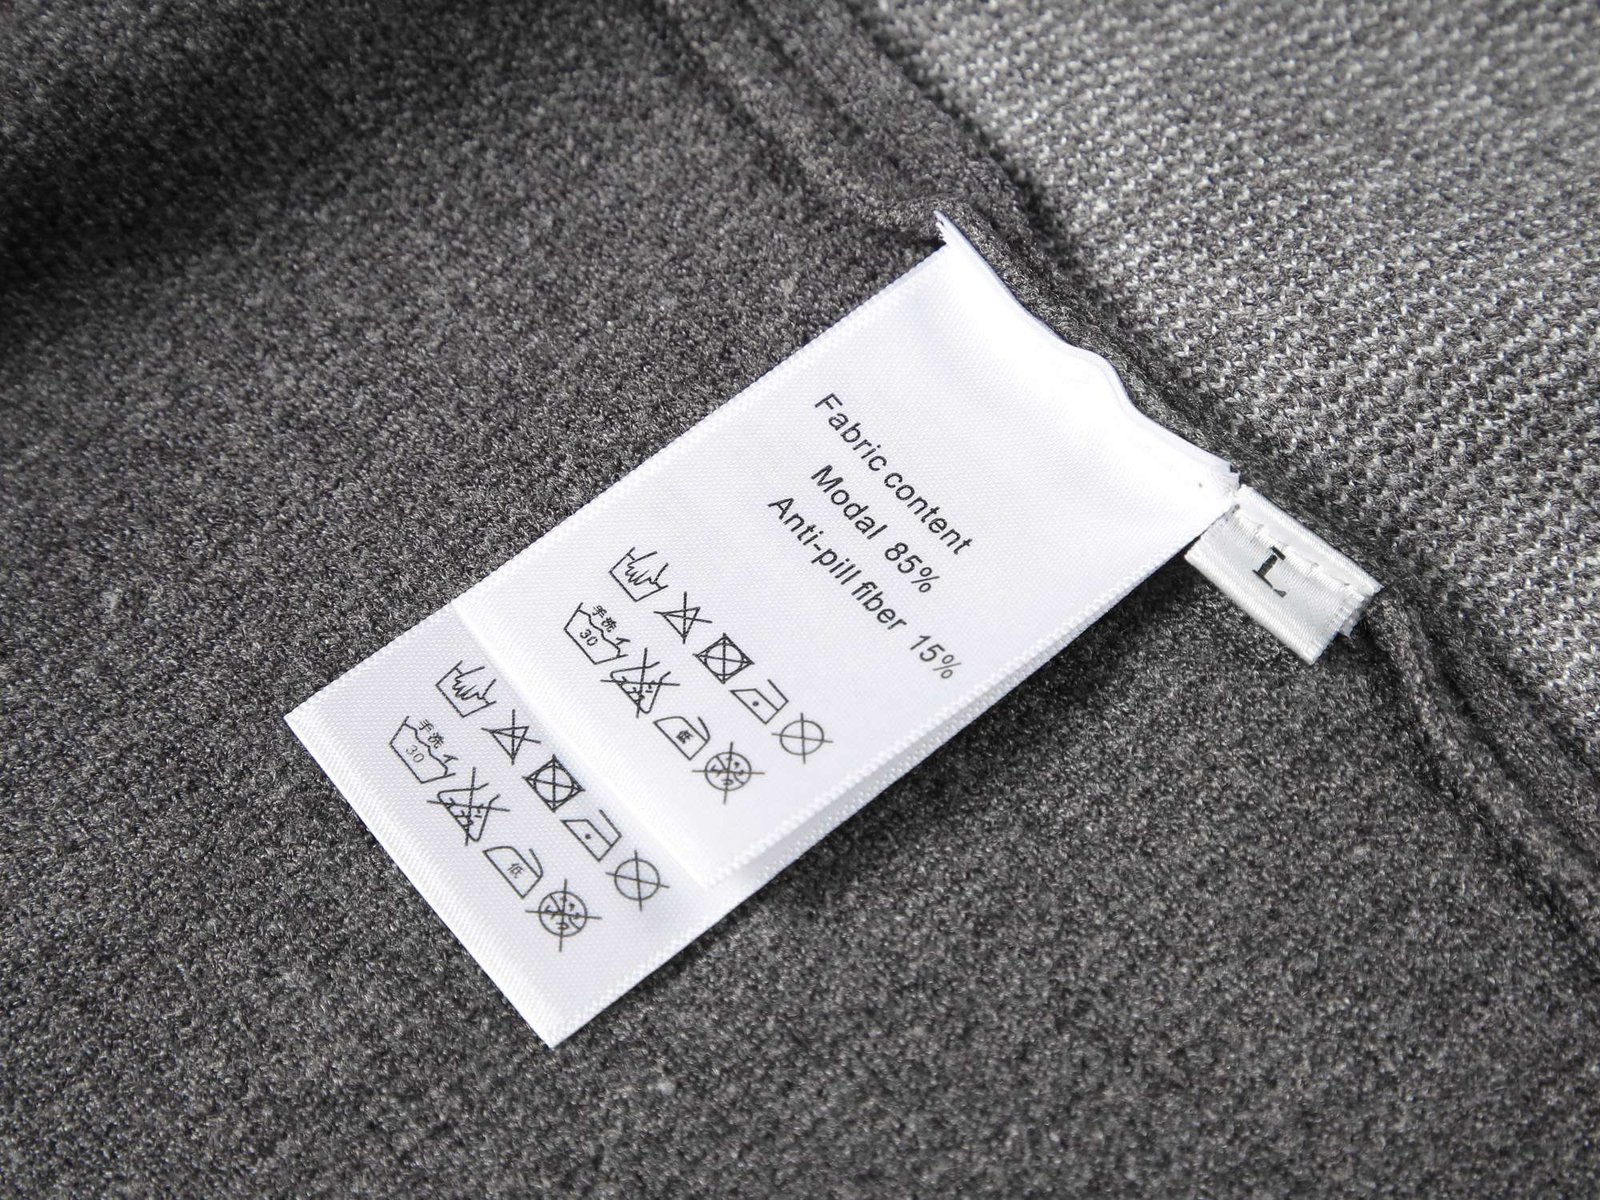 Fabric content
Modal 85%
Anti-pill fiber 15%
手洗
30
低
手洗
30
低
L